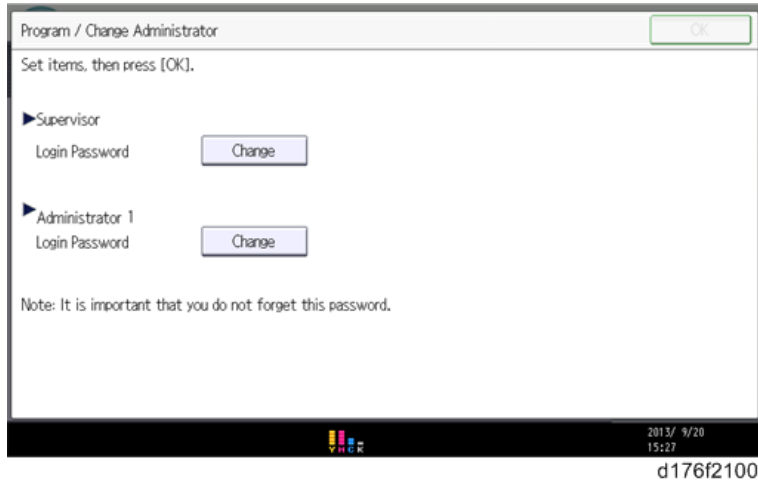 Program / Change Administrator
OK
Set items, then press [OK].
▶Supervisor
Login Password Change
▶Administrator 1
Login Password Change
Note: It is important that you do not forget this password.
2013/ 9/20
Y M C K
15:27
d176f2100